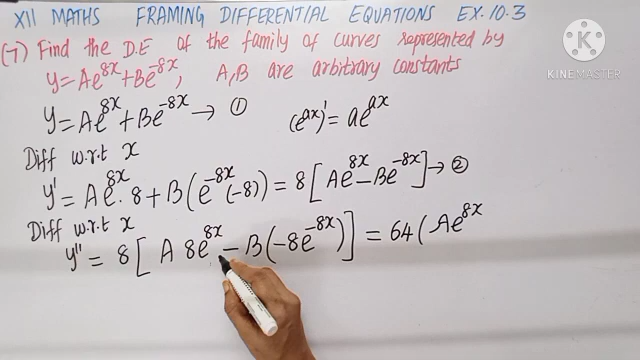 XII MATHS FRAMING DIFFERENTIAL EQUATIONS EX.10.3
(7) Find the D.E of the family of curves represented by
y=Ae^{8x}+Be^{-8x}, A,B are arbitrary constants
y=Ae^{8x}+Be^{-8x} → ① (e^{ax})' = ae^{ax}
Diff w.r.t x
y' = Ae^{8x}. 8 + B(e^{-8x}(-8)) = 8[Ae^{8x}-Be^{-8x}] → ②
Diff w.r.t x
y'' = 8[A 8e^{8x} - B(-8e^{-8x})] = 64(Ae^{8x}
K
KINEMASTER